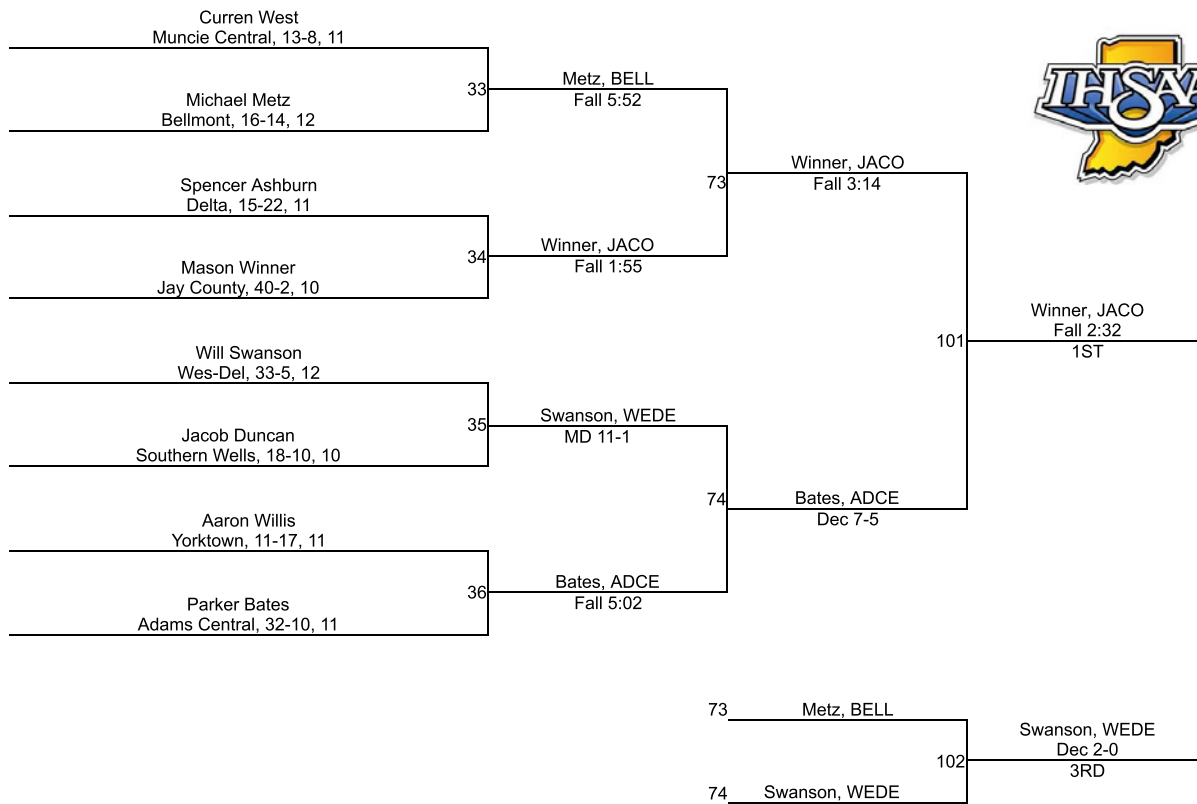 Curren West
Muncie Central, 13-8, 11
33
Michael Metz
Bellmont, 16-14, 12
Metz, BELL
Fall 5:52
73
Spencer Ashburn
Delta, 15-22, 11
34
Mason Winner
Jay County, 40-2, 10
Winner, JACO
Fall 1:55
Winner, JACO
Fall 3:14
101
Will Swanson
Wes-Del, 33-5, 12
35
Jacob Duncan
Southern Wells, 18-10, 10
Swanson, WEDE
MD 11-1
74
Aaron Willis
Yorktown, 11-17, 11
36
Parker Bates
Adams Central, 32-10, 11
Bates, ADCE
Fall 5:02
Bates, ADCE
Dec 7-5
Winner, JACO
Fall 2:32
1ST
73
Metz, BELL
102
74
Swanson, WEDE
Swanson, WEDE
Dec 2-0
3RD
IHSAA